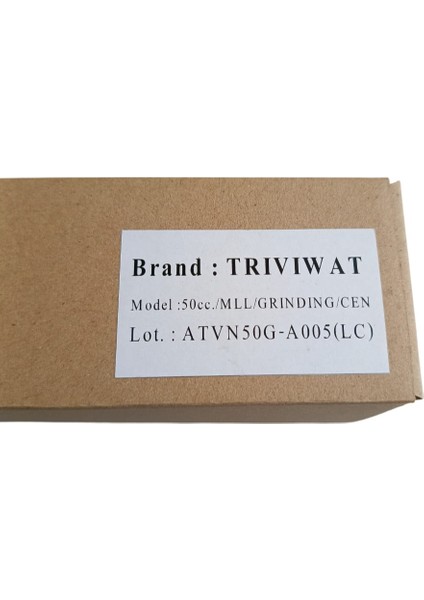 Brand : TRIVIWAT
Model :50cc./MLL/GRINDING/CEN
Lot. : ATVN50G-A005(LC)